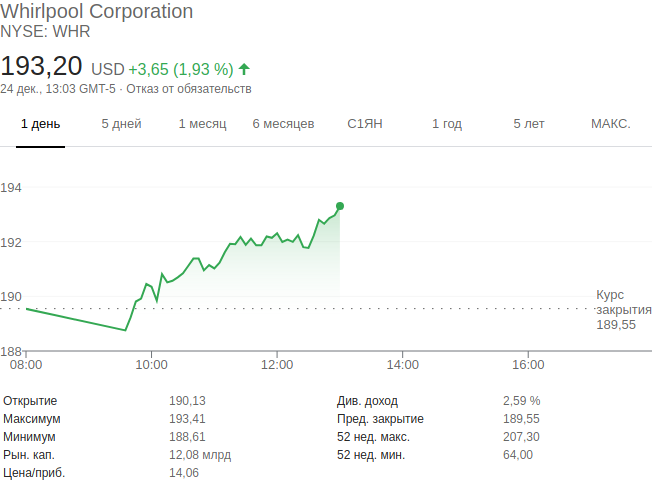 Whirlpool Corporation
NYSE: WHR
193,20 USD +3,65 (1,93 %)
24 дек., 13:03 GMT-5 · Отказ от обязательств
1 день 5 дней 1 месяц 6 месяцев С1ЯН 1 год 5 лет МАКС.
194
192
190
Курс
закрытия
189,55
188
08:00 10:00 12:00 14:00 16:00
Открытие 190,13 Див. доход 2,59 %
Максимум 193,41 Пред. закрытие 189,55
Минимум 188,61 52 нед. макс. 207,30
Рын. кап. 12,08 млрд 52 нед. мин. 64,00
Цена/приб. 14,06